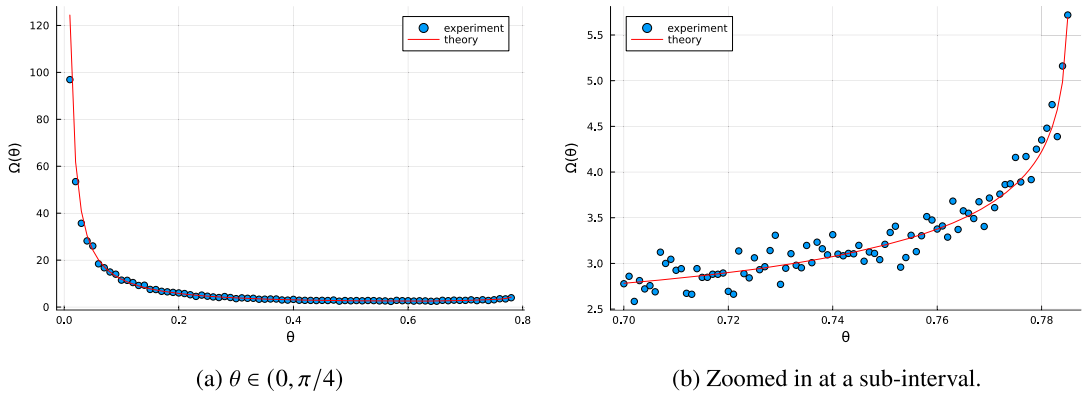 120
100
80
60
40
20
0
Ω(θ)
experiment
theory
0.0
0.2
0.4
0.6
0.8
θ
(a) θ ∈ (0, π/4)
5.5
5.0
4.5
4.0
3.5
3.0
2.5
Ω(θ)
experiment
theory
0.70
0.72
0.74
0.76
0.78
θ
(b) Zoomed in at a sub-interval.